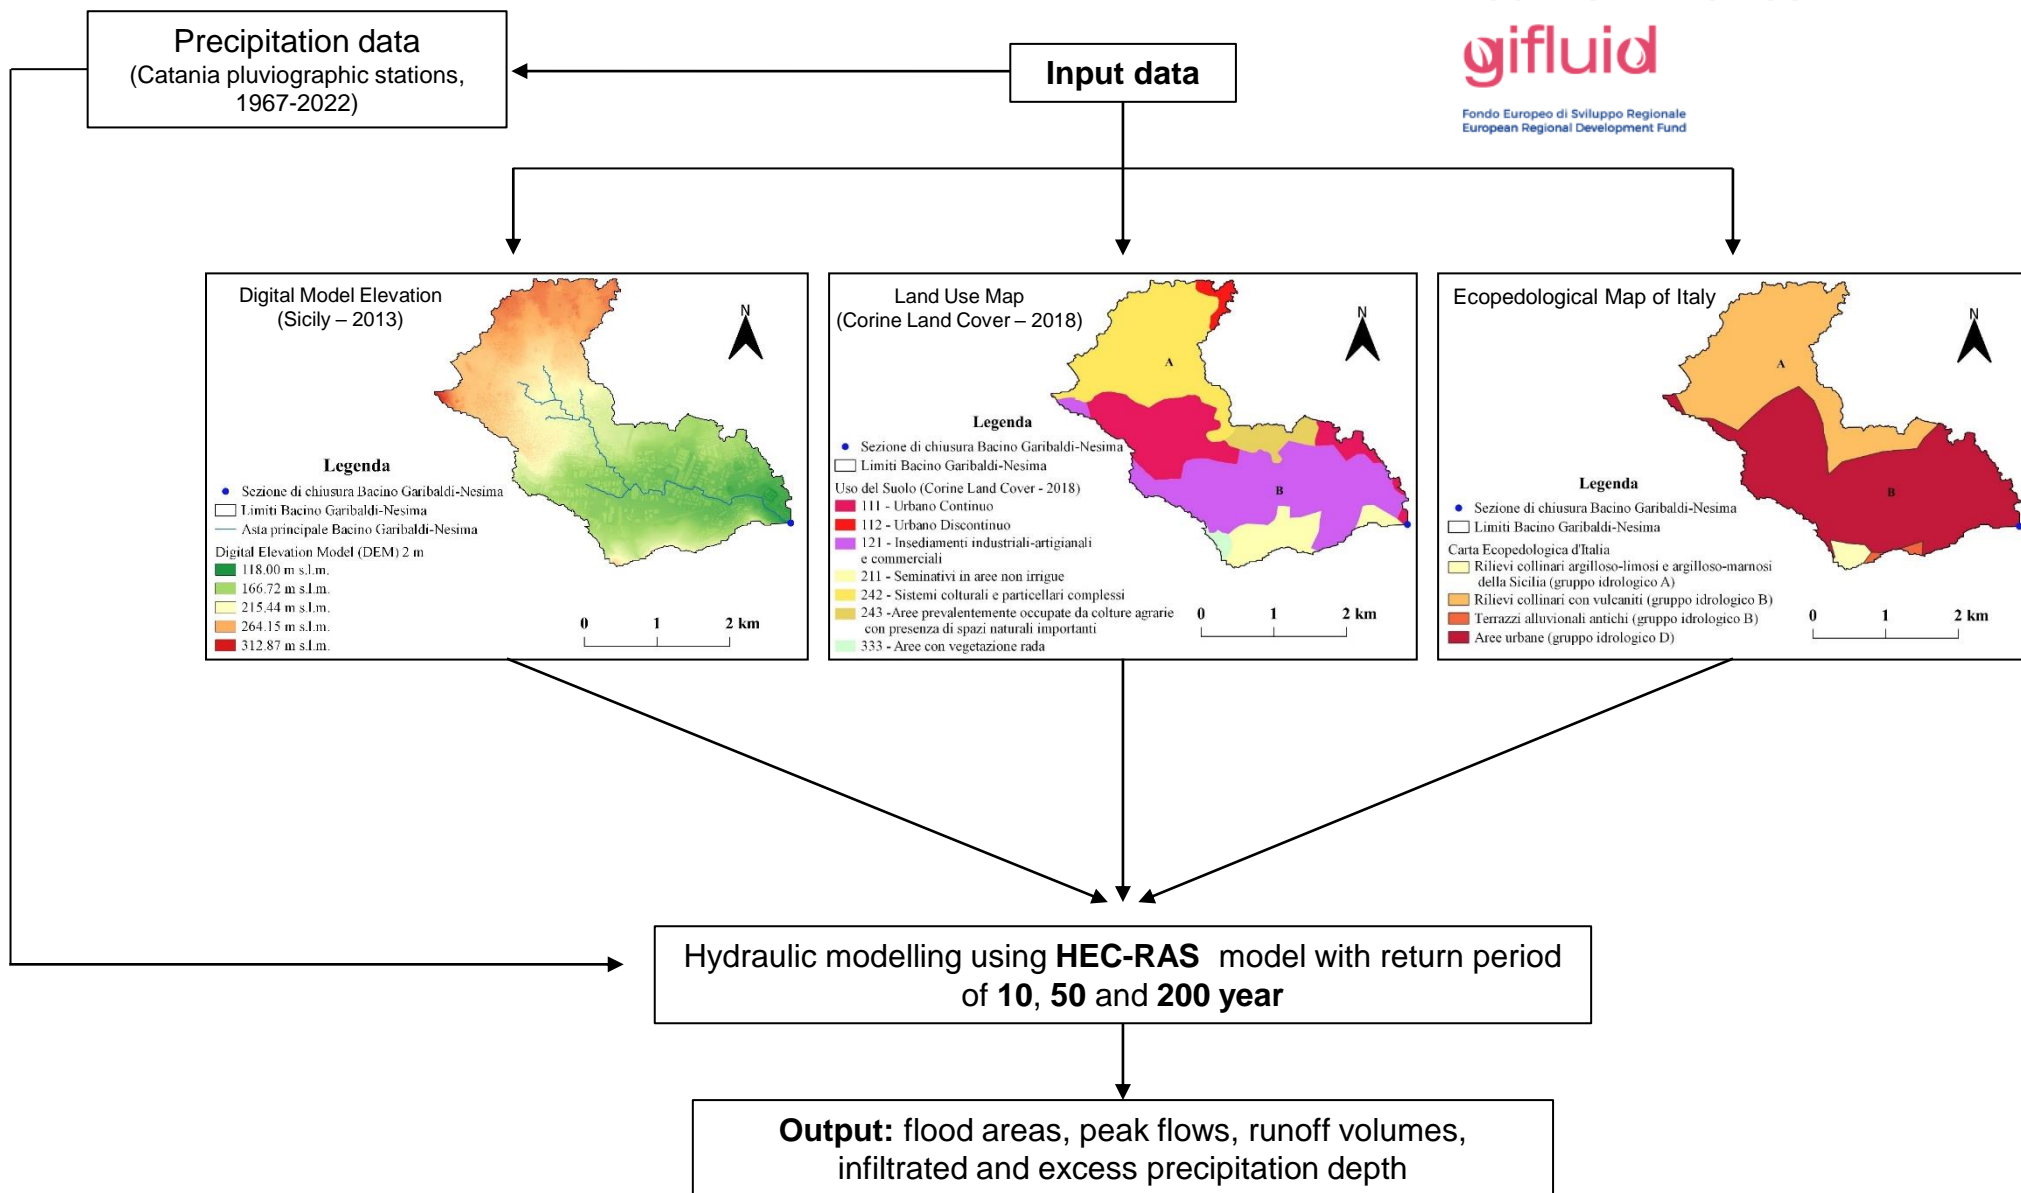 Precipitation data
(Catania pluviographic stations,
1967-2022)
Input data
gifluid
Fondo Europeo di Sviluppo Regionale
European Regional Development Fund
Digital Model Elevation
(Sicily – 2013)
N
Legenda
Sezione di chiusura Bacino Garibaldi-Nesima
Limiti Bacino Garibaldi-Nesima
Asta principale Bacino Garibaldi-Nesima
Digital Elevation Model (DEM) 2 m
118.00 m s.l.m.
166.72 m s.l.m.
215.44 m s.l.m.
264.15 m s.l.m.
312.87 m s.l.m.
0 1 2 km
Land Use Map
(Corine Land Cover – 2018)
N
A
B
Legenda
Sezione di chiusura Bacino Garibaldi-Nesima
Limiti Bacino Garibaldi-Nesima
Uso del Suolo (Corine Land Cover - 2018)
111 - Urbano Continuo
112 - Urbano Discontinuo
121 - Insediamenti industriali-artigianali
e commerciali
211 - Seminativi in aree non irrigue
242 - Sistemi colturali e particellari complessi
243 -Aree prevalentemente occupate da colture agrarie
con presenza di spazi naturali importanti
333 - Aree con vegetazione rada
0 1 2 km
Ecopedological Map of Italy
N
A
B
Legenda
Sezione di chiusura Bacino Garibaldi-Nesima
Limiti Bacino Garibaldi-Nesima
Carta Ecopedologica d'Italia
Rilievi collinari argilloso-limosi e argilloso-marnosi
della Sicilia (gruppo idrologico A)
Rilievi collinari con vulcaniti (gruppo idrologico B)
Terrazzi alluvionali antichi (gruppo idrologico B)
Aree urbane (gruppo idrologico D)
0 1 2 km
Hydraulic modelling using HEC-RAS model with return period
of 10, 50 and 200 year
Output: flood areas, peak flows, runoff volumes,
infiltrated and excess precipitation depth